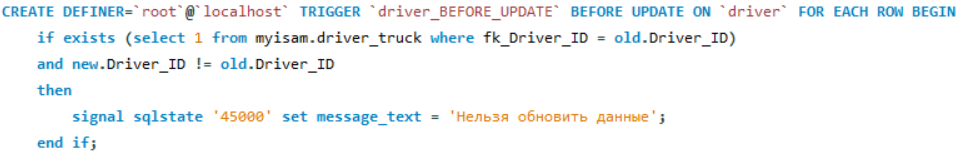 CREATE DEFINER=`root`@`localhost` TRIGGER `driver_BEFORE_UPDATE` BEFORE UPDATE ON `driver` FOR EACH ROW BEGIN
if exists (select 1 from myisam.driver_truck where fk_Driver_ID = old.Driver_ID)
and new.Driver_ID != old.Driver_ID
then
signal sqlstate '45000' set message_text = 'Нельзя обновить данные';
end if;